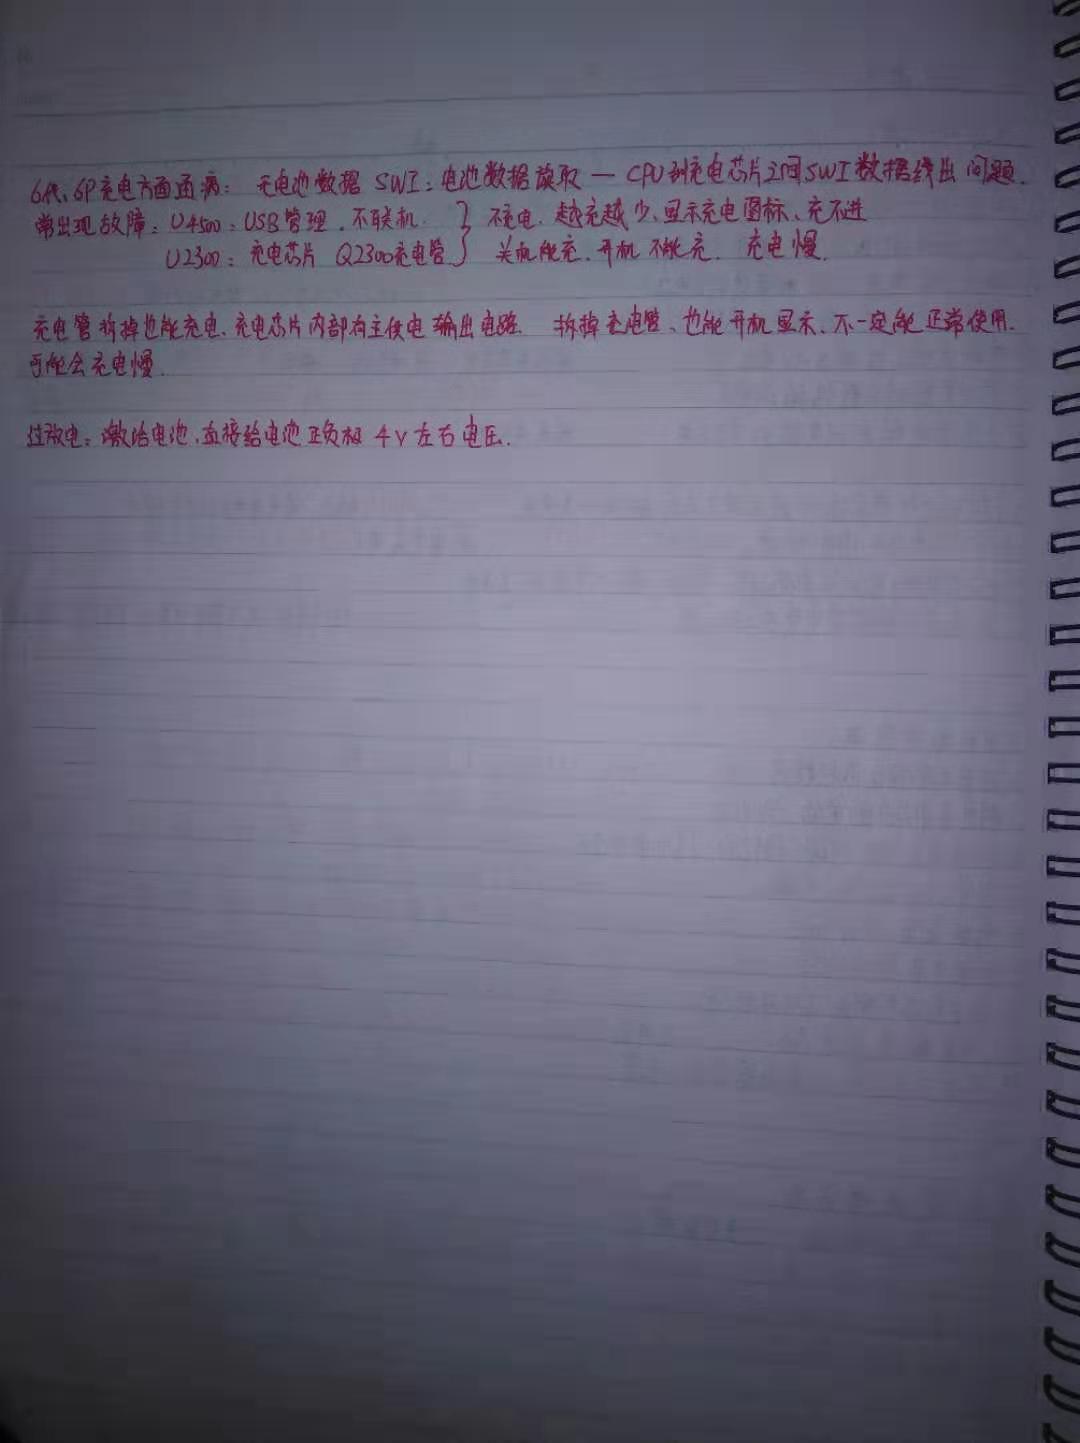 6代、6P充电方面通病：无电池数据 SWI：电池数据读取 — CPU到充电芯片之间SWI数据线出问题.
常出现故障：U4500：USB管理.不联机. } 不充电.越充越少、显示充电图标、充不进
U2300：充电芯片 Q2300充电管 } 关机能充.开机不能充. 充电慢.
充电管拆掉也能充电.充电芯片内部有主供电输出电路. 拆掉充电管、也能开机显示.不一定能正常使用.
可能会充电慢.
过放电：激活电池.直接给电池正负极 4V左右电压.